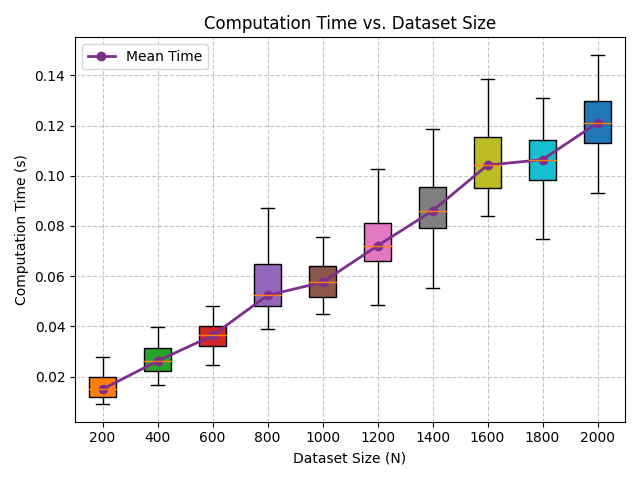 Computation Time vs. Dataset Size
Mean Time
Computation Time (s)
0.14
0.12
0.10
0.08
0.06
0.04
0.02
200 400 600 800 1000 1200 1400 1600 1800 2000
Dataset Size (N)